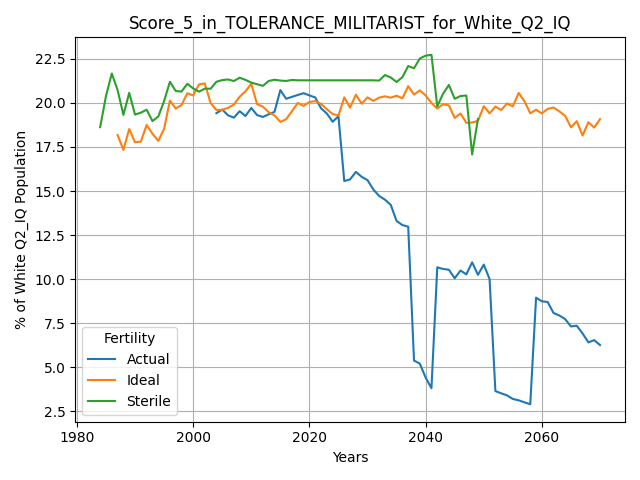 Score_5_in_TOLERANCE_MILITARIST_for_White_Q2_IQ
% of White Q2_IQ Population
22.5
20.0
17.5
15.0
12.5
10.0
7.5
5.0
2.5
Fertility
Actual
Ideal
Sterile
1980
2000
2020
2040
2060
Years